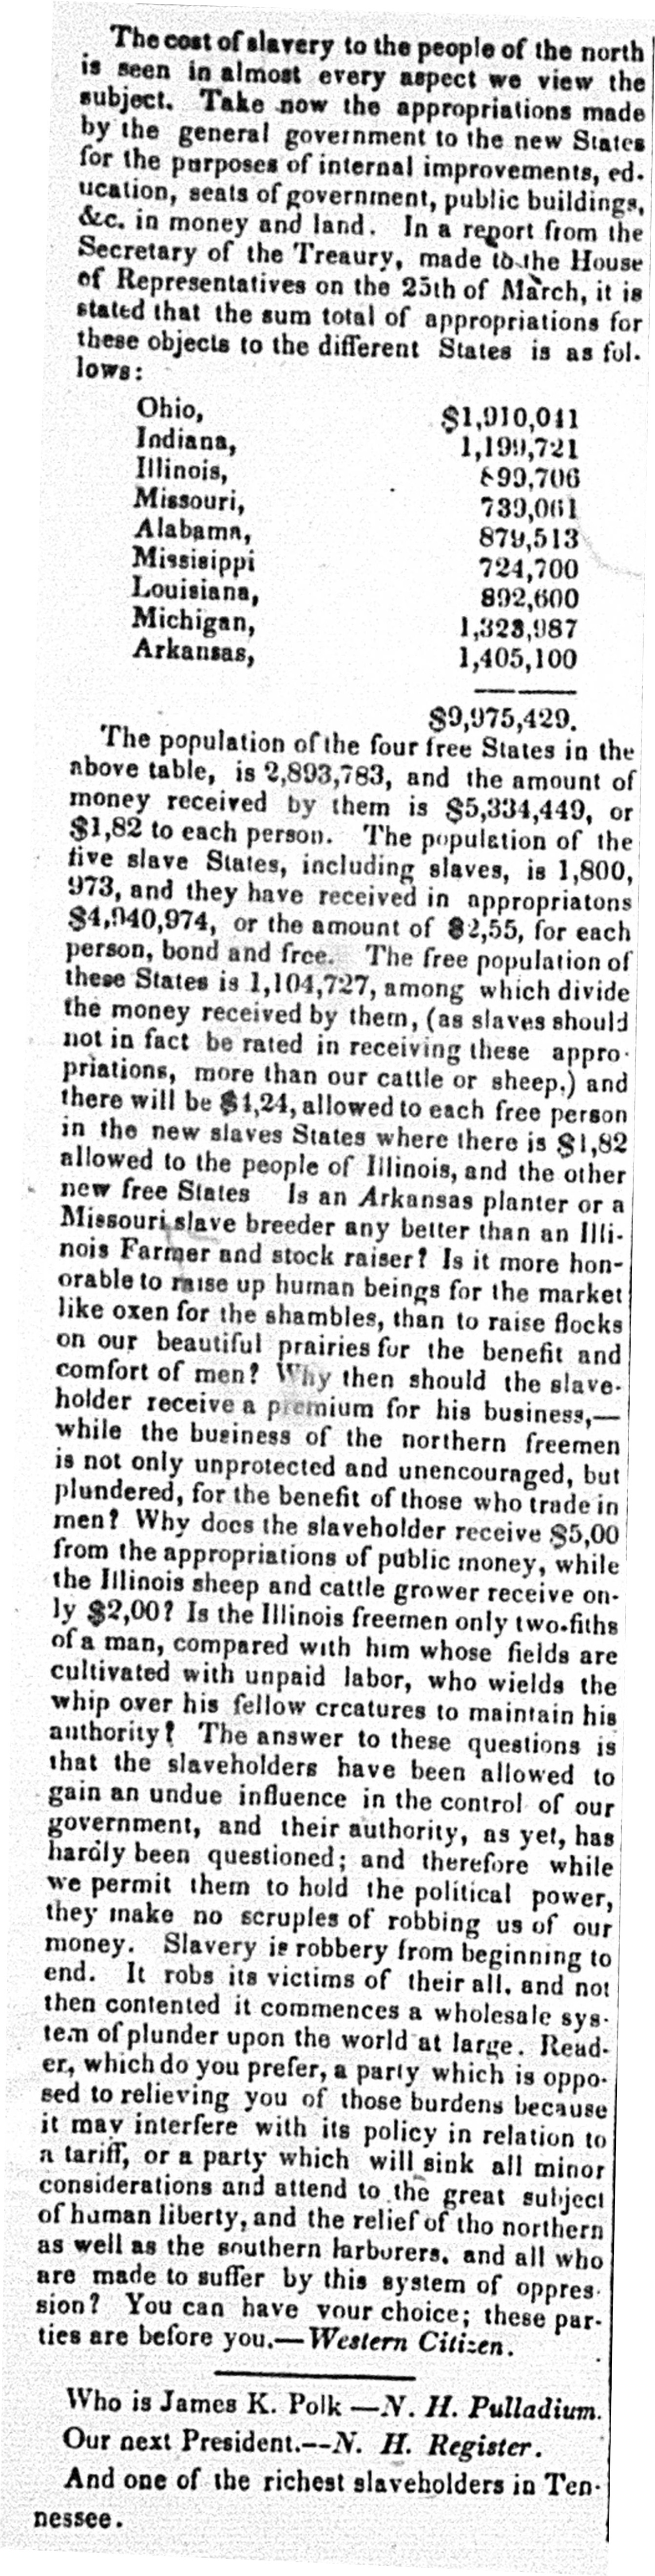 The cost of slavery to the people of the north
is seen in almost every aspect we view the
subject. Take now the appropriations made
by the general government to the new States
for the purposes of internal improvements, ed-
ucation, seats of government, public buildings,
&c. in money and land. In a report from the
Secretary of the Treaury, made to the House
of Representatives on the 25th of March, it is
stated that the sum total of appropriations for
these objects to the different States is as fol-
lows:
Ohio, $1,910,041
Indiana, 1,199,721
Illinois, 899,706
Missouri, 739,061
Alabama, 879,513
Missisippi 724,700
Louisiana, 892,600
Michigan, 1,328,987
Arkansas, 1,405,100
$9,975,429.
The population of the four free States in the
above table, is 2,893,783, and the amount of
money received by them is $5,334,449, or
$1,82 to each person. The population of the
five slave States, including slaves, is 1,800,
973, and they have received in appropriatons
$4,940,974, or the amount of $2,55, for each
person, bond and free. The free population of
these States is 1,104,727, among which divide
the money received by them, (as slaves should
not in fact be rated in receiving these appro-
priations, more than our cattle or sheep,) and
there will be $4,24, allowed to each free person
in the new slaves States where there is $1,82
allowed to the people of Illinois, and the other
new free States Is an Arkansas planter or a
Missouri slave breeder any better than an Illi-
nois Farmer and stock raiser? Is it more hon-
orable to raise up human beings for the market
like oxen for the shambles, than to raise flocks
on our beautiful prairies for the benefit and
comfort of men? Why then should the slave-
holder receive a premium for his business,—
while the business of the northern freemen
is not only unprotected and unencouraged, but
plundered, for the benefit of those who trade in
men? Why does the slaveholder receive $5,00
from the appropriations of public money, while
the Illinois sheep and cattle grower receive on-
ly $2,00? Is the Illinois freemen only two-fiths
of a man, compared with him whose fields are
cultivated with unpaid labor, who wields the
whip over his fellow creatures to maintain his
authority? The answer to these questions is
that the slaveholders have been allowed to
gain an undue influence in the control of our
government, and their authority, as yet, has
hardly been questioned; and therefore while
we permit them to hold the political power,
they make no scruples of robbing us of our
money. Slavery is robbery from beginning to
end. It robs its victims of their all, and not
then contented it commences a wholesale sys-
tem of plunder upon the world at large. Read-
er, which do you prefer, a party which is oppo-
sed to relieving you of those burdens because
it may interfere with its policy in relation to
a tariff, or a party which will sink all minor
considerations and attend to the great subject
of human liberty, and the relief of tho northern
as well as the southern larborers, and all who
are made to suffer by this system of oppres-
sion? You can have your choice; these par-
ties are before you.—Western Citizen.
Who is James K. Polk —N. H. Pulladium.
Our next President.--N. H. Register.
And one of the richest slaveholders in Ten-
nessee.